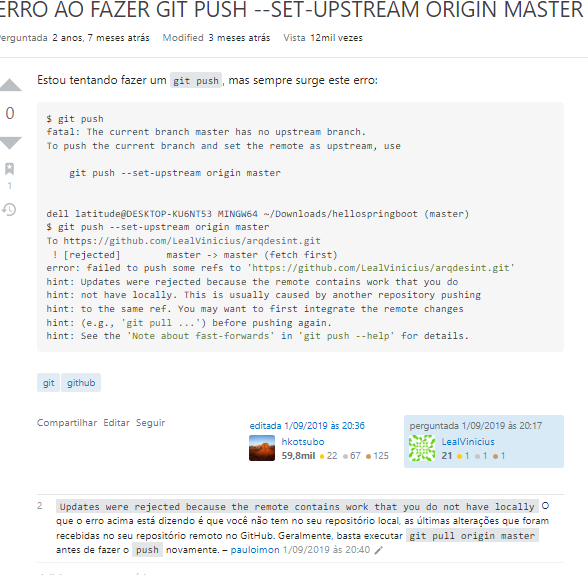 ERRO AO FAZER GIT PUSH --SET-UPSTREAM ORIGIN MASTER
Perguntada 2 anos, 7 meses atrás Modified 3 meses atrás Vista 12mil vezes
Estou tentando fazer um git push, mas sempre surge este erro:
0
$ git push
fatal: The current branch master has no upstream branch.
To push the current branch and set the remote as upstream, use
git push --set-upstream origin master
1
dell latitude@DESKTOP-KU6NT53 MINGW64 ~/Downloads/hellospringboot (master)
$ git push --set-upstream origin master
To https://github.com/LealVinicius/arqdesint.git
! [rejected] master -> master (fetch first)
error: failed to push some refs to 'https://github.com/LealVinicius/arqdesint.git'
hint: Updates were rejected because the remote contains work that you do
hint: not have locally. This is usually caused by another repository pushing
hint: to the same ref. You may want to first integrate the remote changes
hint: (e.g., 'git pull ...') before pushing again.
hint: See the 'Note about fast-forwards' in 'git push --help' for details.
git github
Compartilhar Editar Seguir
editada 1/09/2019 às 20:36
hkotsubo
59,8mil 22 67 125
perguntada 1/09/2019 às 20:17
LealVinicius
21 1 1 1
2 Updates were rejected because the remote contains work that you do not have locally O
que o erro acima está dizendo é que você não tem no seu repositório local, as últimas alterações que foram
recebidas no seu repositório remoto no GitHub. Geralmente, basta executar git pull origin master
antes de fazer o push novamente. – pauloimon 1/09/2019 às 20:40